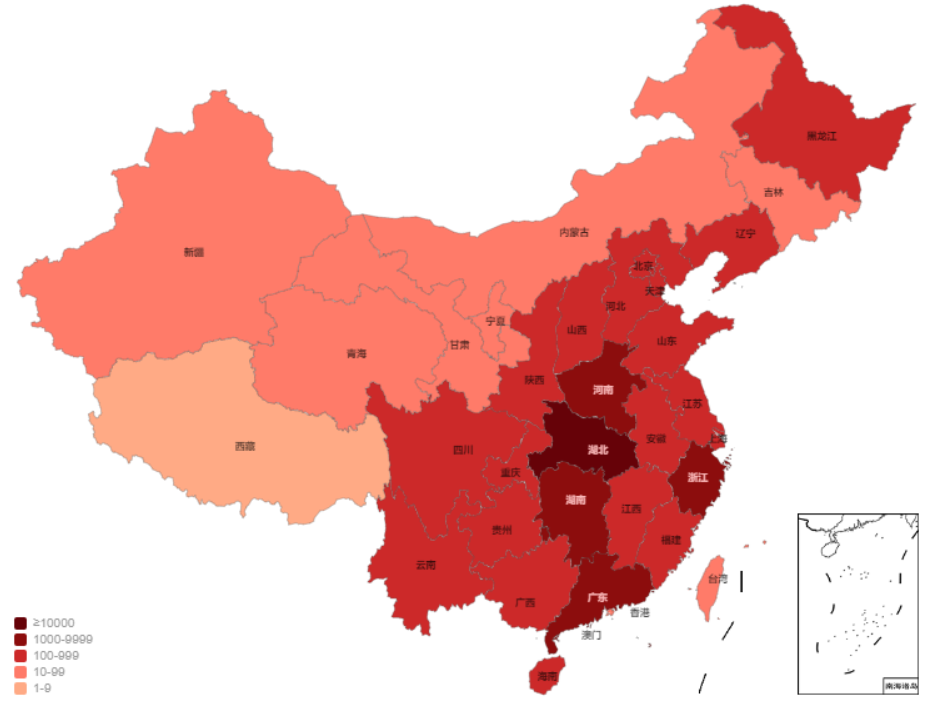 黑龙江
吉林
辽宁
内蒙古
新疆
北京
天津
河北
宁夏
山西
山东
甘肃
青海
陕西
河南
江苏
安徽
上海
西藏
四川
湖北
重庆
浙江
湖南
江西
贵州
福建
云南
台湾
广东
广西
香港
澳门
海南
≥10000
1000-9999
100-999
10-99
1-9
南海诸岛